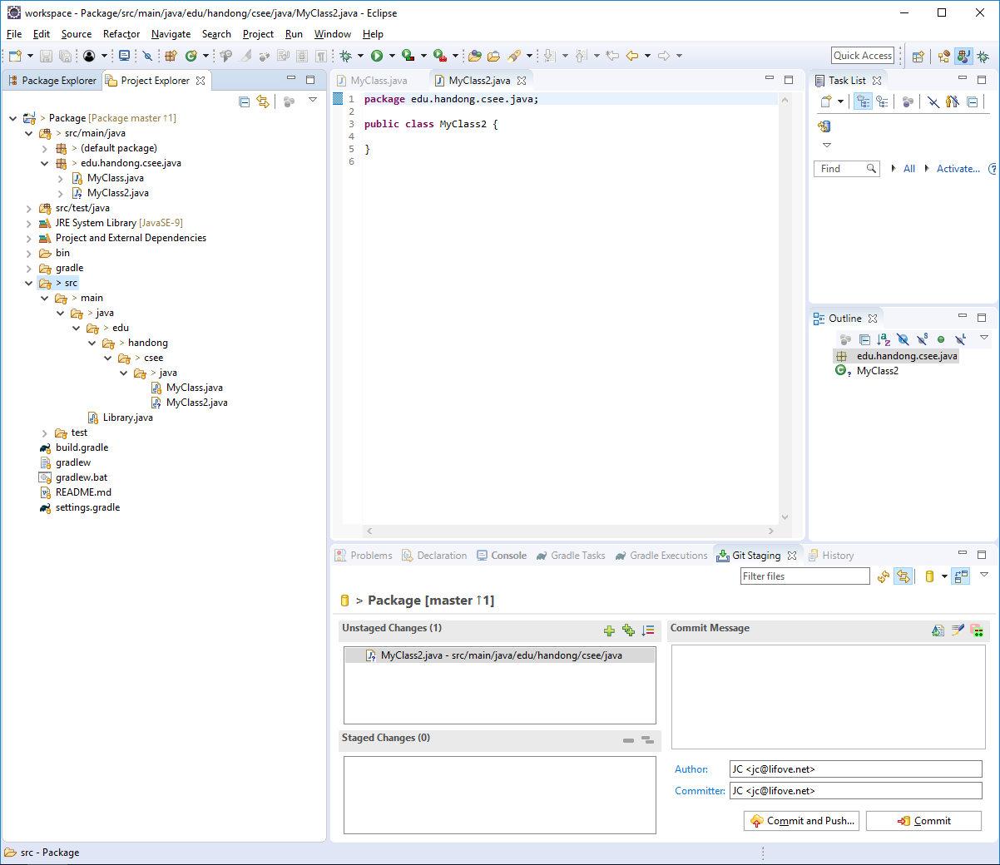 workspace - Package/src/main/java/edu/handong/csee/java/MyClass2.java - Eclipse
File Edit Source Refactor Navigate Search Project Run Window Help
Quick Access
Package Explorer Project Explorer
> Package [Package master ↑1]
> src/main/java
> (default package)
> edu.handong.csee.java
MyClass.java
MyClass2.java
src/test/java
JRE System Library [JavaSE-9]
Project and External Dependencies
bin
gradle
> src
> main
> java
> edu
> handong
> csee
> java
MyClass.java
MyClass2.java
Library.java
test
build.gradle
gradlew
gradlew.bat
README.md
settings.gradle
MyClass.java MyClass2.java
1 package edu.handong.csee.java;
2
3 public class MyClass2 {
4
5 }
6
Task List
Find All Activate...
Outline
edu.handong.csee.java
MyClass2
Problems Declaration Console Gradle Tasks Gradle Executions Git Staging History
Filter files
> Package [master ↑1]
Unstaged Changes (1)
MyClass2.java - src/main/java/edu/handong/csee/java
Staged Changes (0)
Commit Message
Author: JC <jc@lifove.net>
Committer: JC <jc@lifove.net>
Commit and Push... Commit
src - Package